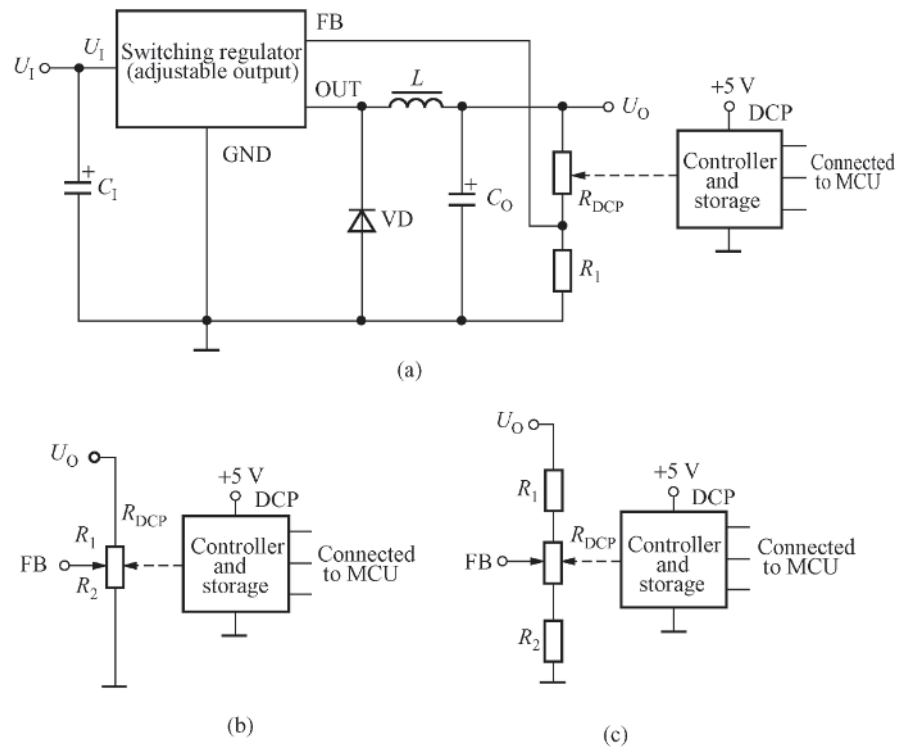 FB
U_I
U_I
Switching regulator
(adjustable output)
OUT
L
+5 V
U_O
DCP
GND
Controller
and
storage
Connected
to MCU
+
C_I
+
C_O
R_DCP
VD
R_1
(a)
U_O
+5 V
DCP
R_DCP
R_1
FB
R_2
Controller
and
storage
Connected
to MCU
(b)
U_O
R_1
+5 V
DCP
R_DCP
FB
Controller
and
storage
Connected
to MCU
R_2
(c)